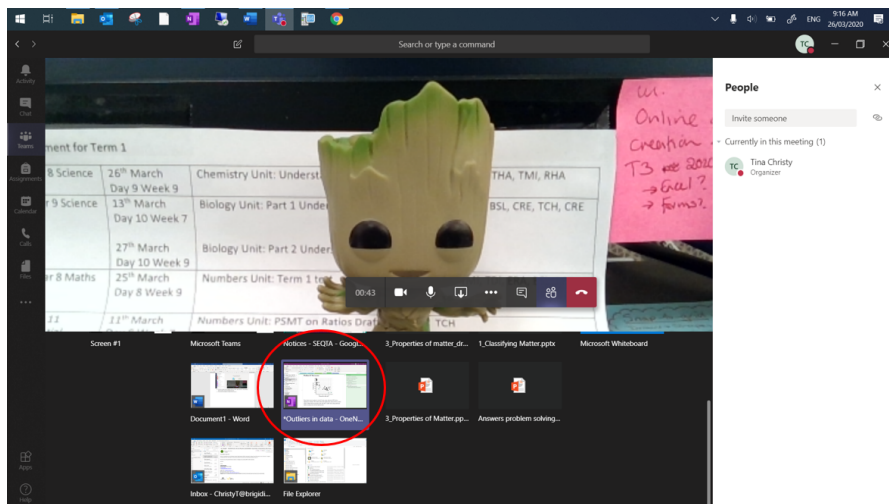 9:16 AM
ENG
26/03/2020
Search or type a command
TC
Activity
Chat
Teams
Assignments
Calendar
Calls
Files
Apps
Help
ment for Term 1
8 Science 26th March Chemistry Unit: Underst THA, TMI, RHA
Day 9 Week 9
r 9 Science 13th March Biology Unit: Part 1 Under BSL, CRE, TCH, CRE
Day 10 Week 7
27th March Biology Unit: Part 2 Under
Day 10 Week 9
ar 8 Maths 25th March Numbers Unit: Term 1 te
Day 8 Week 9
11 11th March Numbers Unit: PSMT on Ratios Draf TCH
Online
Creation
T3 2020
→ Excel?
→ Forms?
00:43
People
Invite someone
Currently in this meeting (1)
TC
Tina Christy
Organizer
Screen #1
Microsoft Teams
Notices - SEQTA - Googl...
3_Properties of matter_dr...
1_Classifying Matter.pptx
Microsoft Whiteboard
Document1 - Word
*Outliers in data - OneN...
3_Properties of Matter.pp...
Answers problem solving...
Inbox - ChristyT@brigidi...
File Explorer